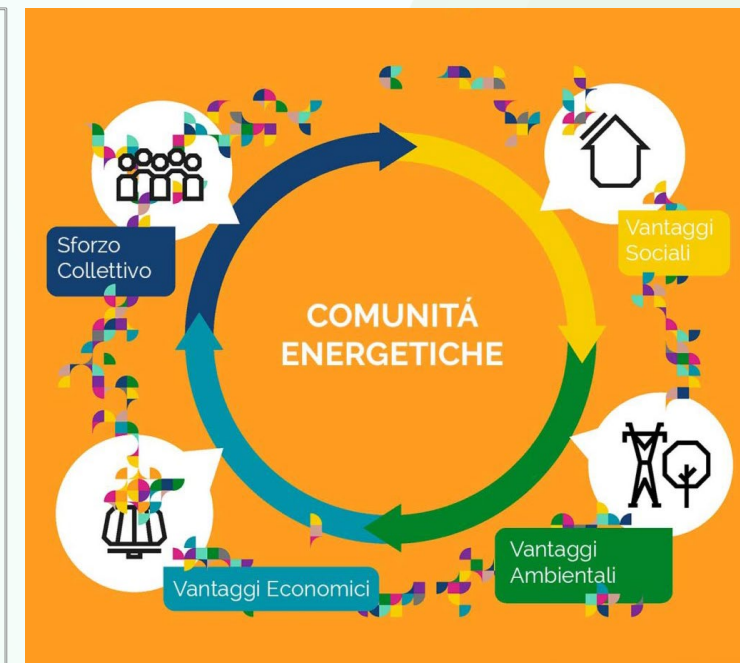 Sforzo
Collettivo
Vantaggi
Sociali
COMUNITÁ
ENERGETICHE
Vantaggi
Ambientali
Vantaggi Economici